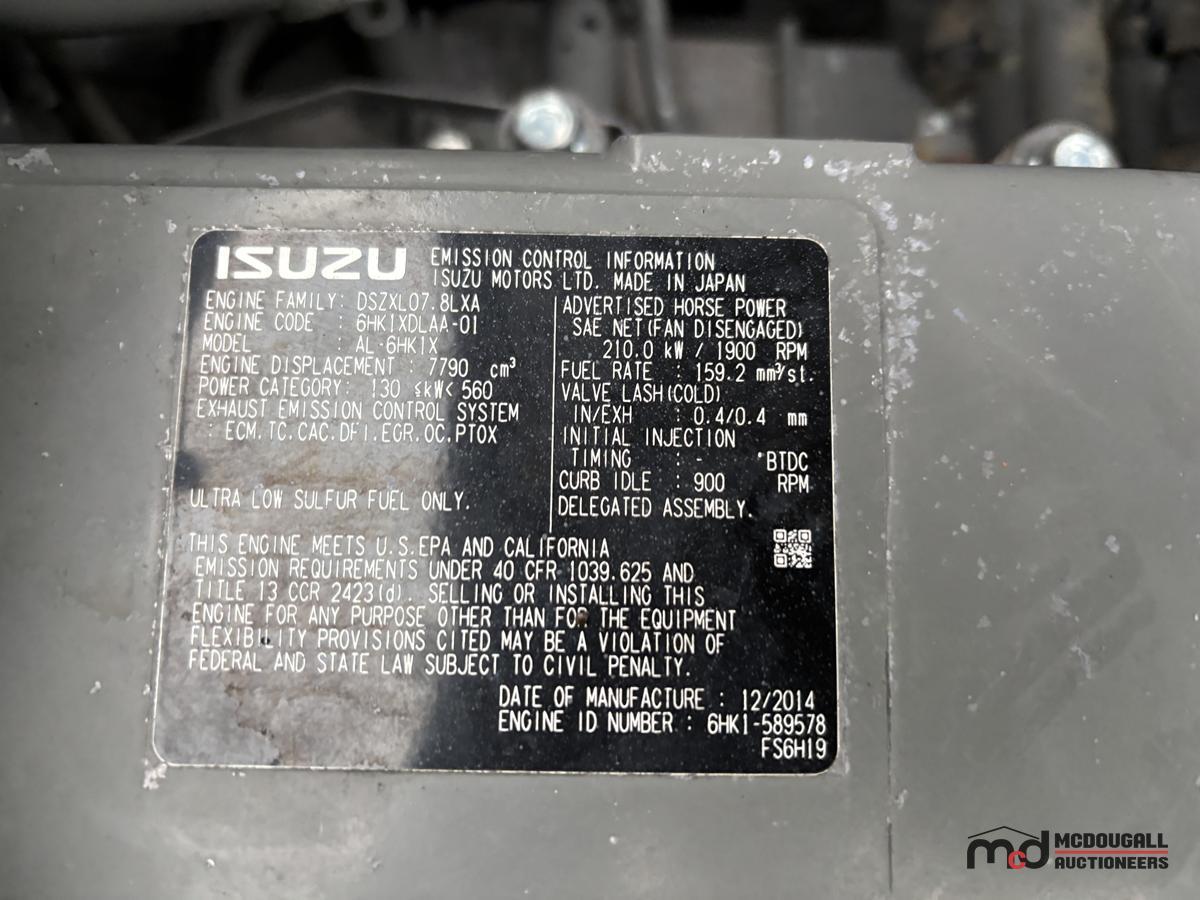 ISUZU EMISSION CONTROL INFORMATION
ISUZU MOTORS LTD. MADE IN JAPAN
ENGINE FAMILY: DSZXL07.8LXA
ENGINE CODE : 6HK1XDLAA-01
MODEL : AL-6HK1X
ENGINE DISPLACEMENT : 7790 cm³
POWER CATEGORY: 130 ≤kW< 560
EXHAUST EMISSION CONTROL SYSTEM
: ECM.TC.CAC.DFI.EGR.OC.PTOX
ULTRA LOW SULFUR FUEL ONLY.
ADVERTISED HORSE POWER
SAE NET(FAN DISENGAGED)
210.0 kW / 1900 RPM
FUEL RATE : 159.2 mm³/st.
VALVE LASH(COLD)
IN/EXH : 0.4/0.4 mm
INITIAL INJECTION
TIMING : - °BTDC
CURB IDLE : 900 RPM
DELEGATED ASSEMBLY.
THIS ENGINE MEETS U.S.EPA AND CALIFORNIA
EMISSION REQUIREMENTS UNDER 40 CFR 1039.625 AND
TITLE 13 CCR 2423(d). SELLING OR INSTALLING THIS
ENGINE FOR ANY PURPOSE OTHER THAN FOR THE EQUIPMENT
FLEXIBILITY PROVISIONS CITED MAY BE A VIOLATION OF
FEDERAL AND STATE LAW SUBJECT TO CIVIL PENALTY.
DATE OF MANUFACTURE : 12/2014
ENGINE ID NUMBER : 6HK1-589578
FS6H19
mcd MCDOUGALL
AUCTIONEERS